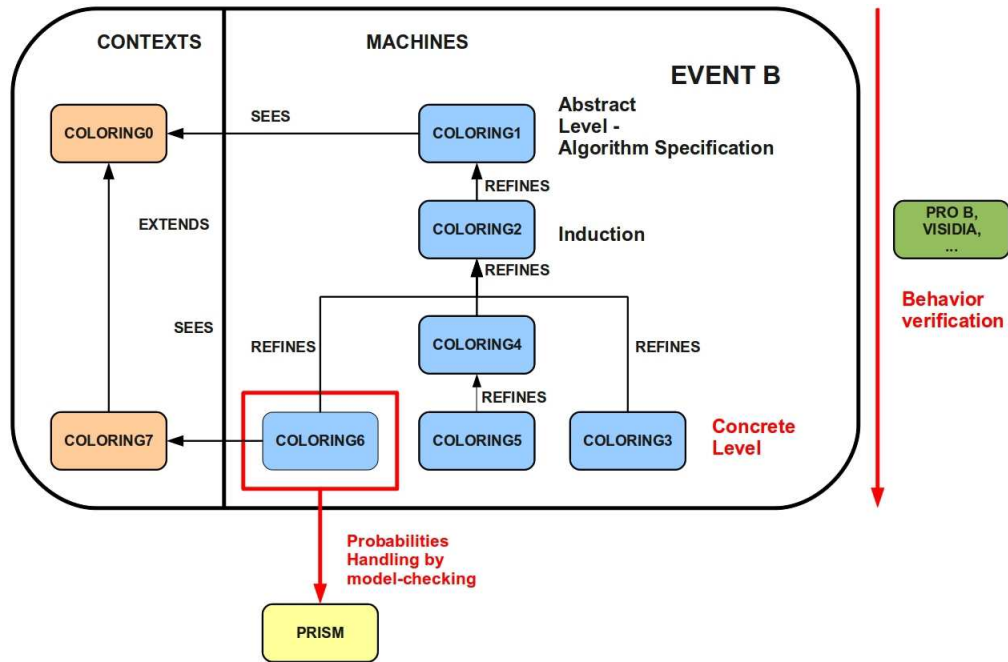 CONTEXTS
MACHINES
EVENT B
COLORING0
SEES
COLORING1
Abstract
Level -
Algorithm Specification
REFINES
EXTENDS
COLORING2
Induction
PRO B,
VISIDIA,
...
REFINES
Behavior
verification
SEES
REFINES
COLORING4
REFINES
REFINES
COLORING7
COLORING6
COLORING5
COLORING3
Concrete
Level
Probabilities
Handling by
model-checking
PRISM